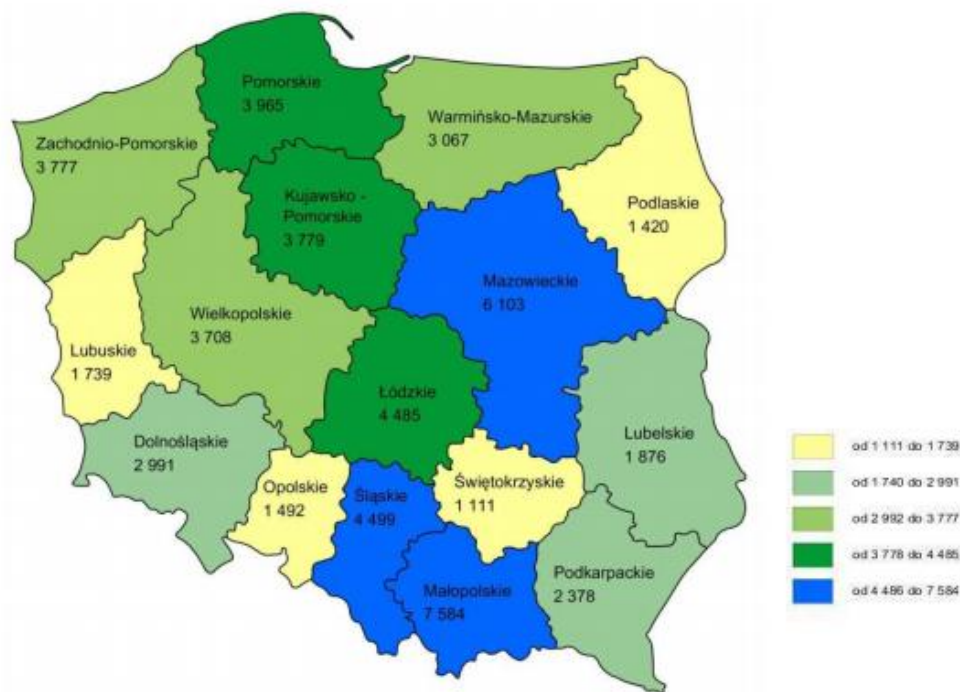 Pomorskie
3 965
Warmińsko-Mazurskie
3 067
Zachodnio-Pomorskie
3 777
Kujawsko -
Pomorskie
3 779
Podlaskie
1 420
Mazowieckie
6 103
Wielkopolskie
3 708
Lubuskie
1 739
Łódzkie
4 485
Dolnośląskie
2 991
Lubelskie
1 876
Opolskie
1 492
Śląskie
4 499
Świętokrzyskie
1 111
Małopolskie
7 584
Podkarpackie
2 378
od 1 111 do 1 739
od 1 740 do 2 991
od 2 992 do 3 777
od 3 778 do 4 485
od 4 486 do 7 584